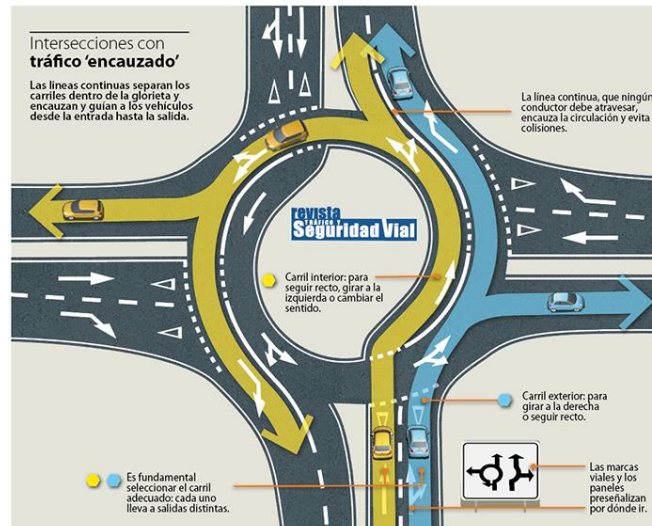 Intersecciones con
tráfico 'encauzado'
Las lineas continuas separan los
carriles dentro de la glorieta y
encauzan y guían a los vehículos
desde la entrada hasta la salida.
La línea continua, que ningún
conductor debe atravesar,
encauza la circulación y evita
colisiones.
revista
TRÁFICO Y
Seguridad Vial
Carril interior: para
seguir recto, girar a la
izquierda o cambiar el
sentido.
Carril exterior: para
girar a la derecha
o seguir recto.
Es fundamental
seleccionar el carril
adecuado: cada uno
lleva a salidas distintas.
Las marcas
viales y los
paneles
preseñalizan
por dónde ir.